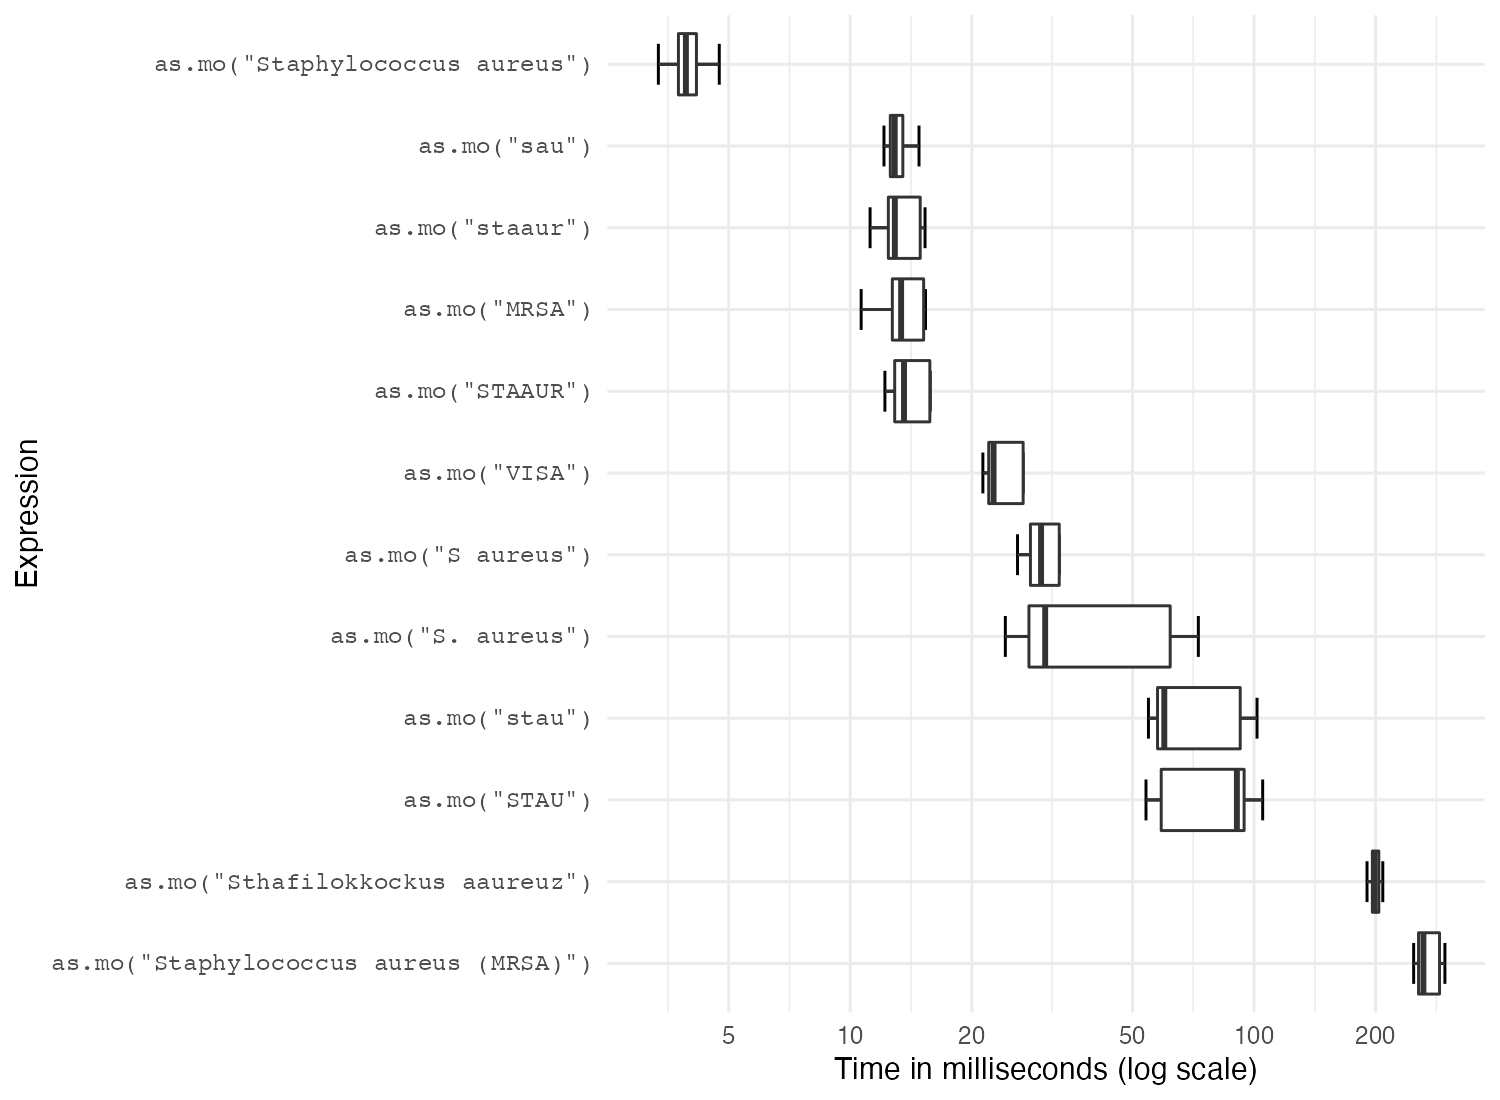 as.mo("Staphylococcus aureus")
as.mo("sau")
as.mo("staaur")
as.mo("MRSA")
as.mo("STAAUR")
as.mo("VISA")
as.mo("S aureus")
as.mo("S. aureus")
as.mo("stau")
as.mo("STAU")
as.mo("Sthafilokkockus aaureuz")
as.mo("Staphylococcus aureus (MRSA)")
Expression
5 10 20 50 100 200
Time in milliseconds (log scale)